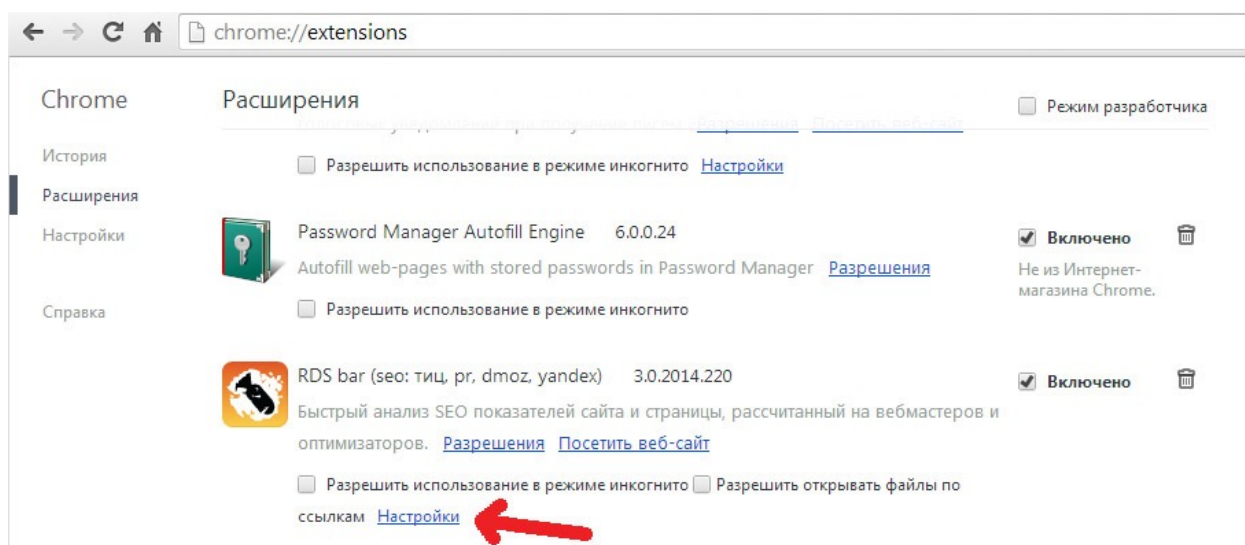 chrome://extensions
Chrome
Расширения
Режим разработчика
Разрешения Посетить веб-сайт
История
Разрешить использование в режиме инкогнито Настройки
Расширения
Настройки
Password Manager Autofill Engine 6.0.0.24
Включено
Autofill web-pages with stored passwords in Password Manager Разрешения
Не из Интернет-
магазина Chrome.
Справка
Разрешить использование в режиме инкогнито
RDS bar (seo: тиц, pr, dmoz, yandex) 3.0.2014.220
Включено
Быстрый анализ SEO показателей сайта и страницы, рассчитанный на вебмастеров и
оптимизаторов. Разрешения Посетить веб-сайт
Разрешить использование в режиме инкогнито Разрешить открывать файлы по
ссылкам Настройки